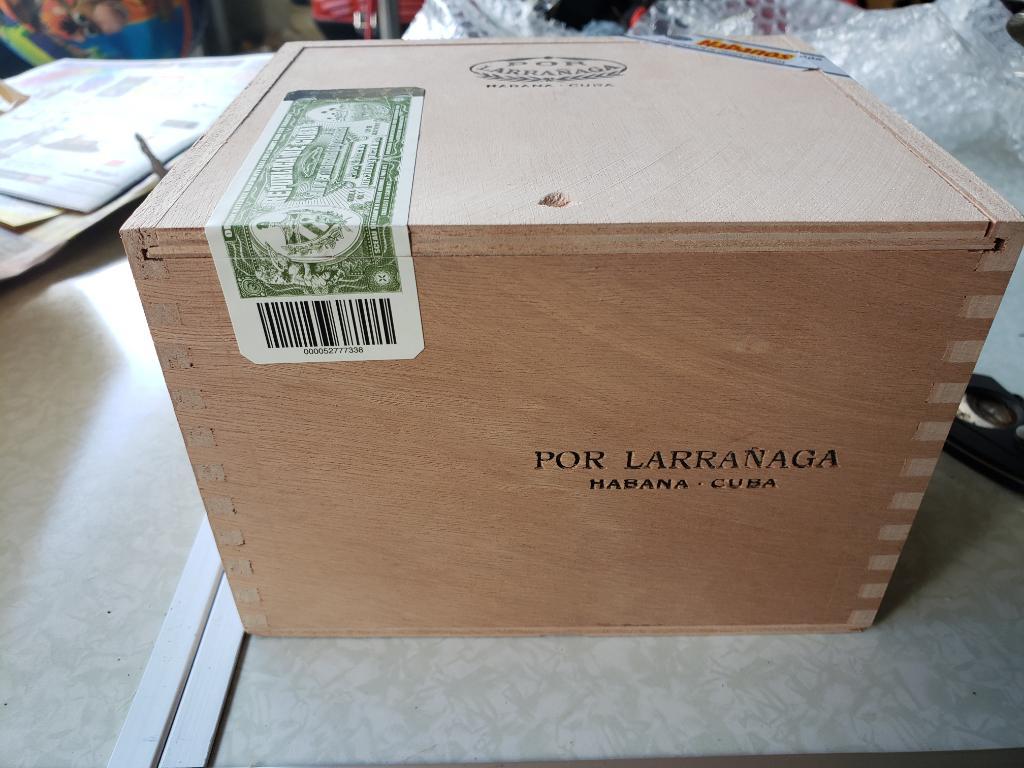 Habanos
POR
LARRAÑAGA
HABANA · CUBA
000052777338
POR LARRAÑAGA
HABANA · CUBA